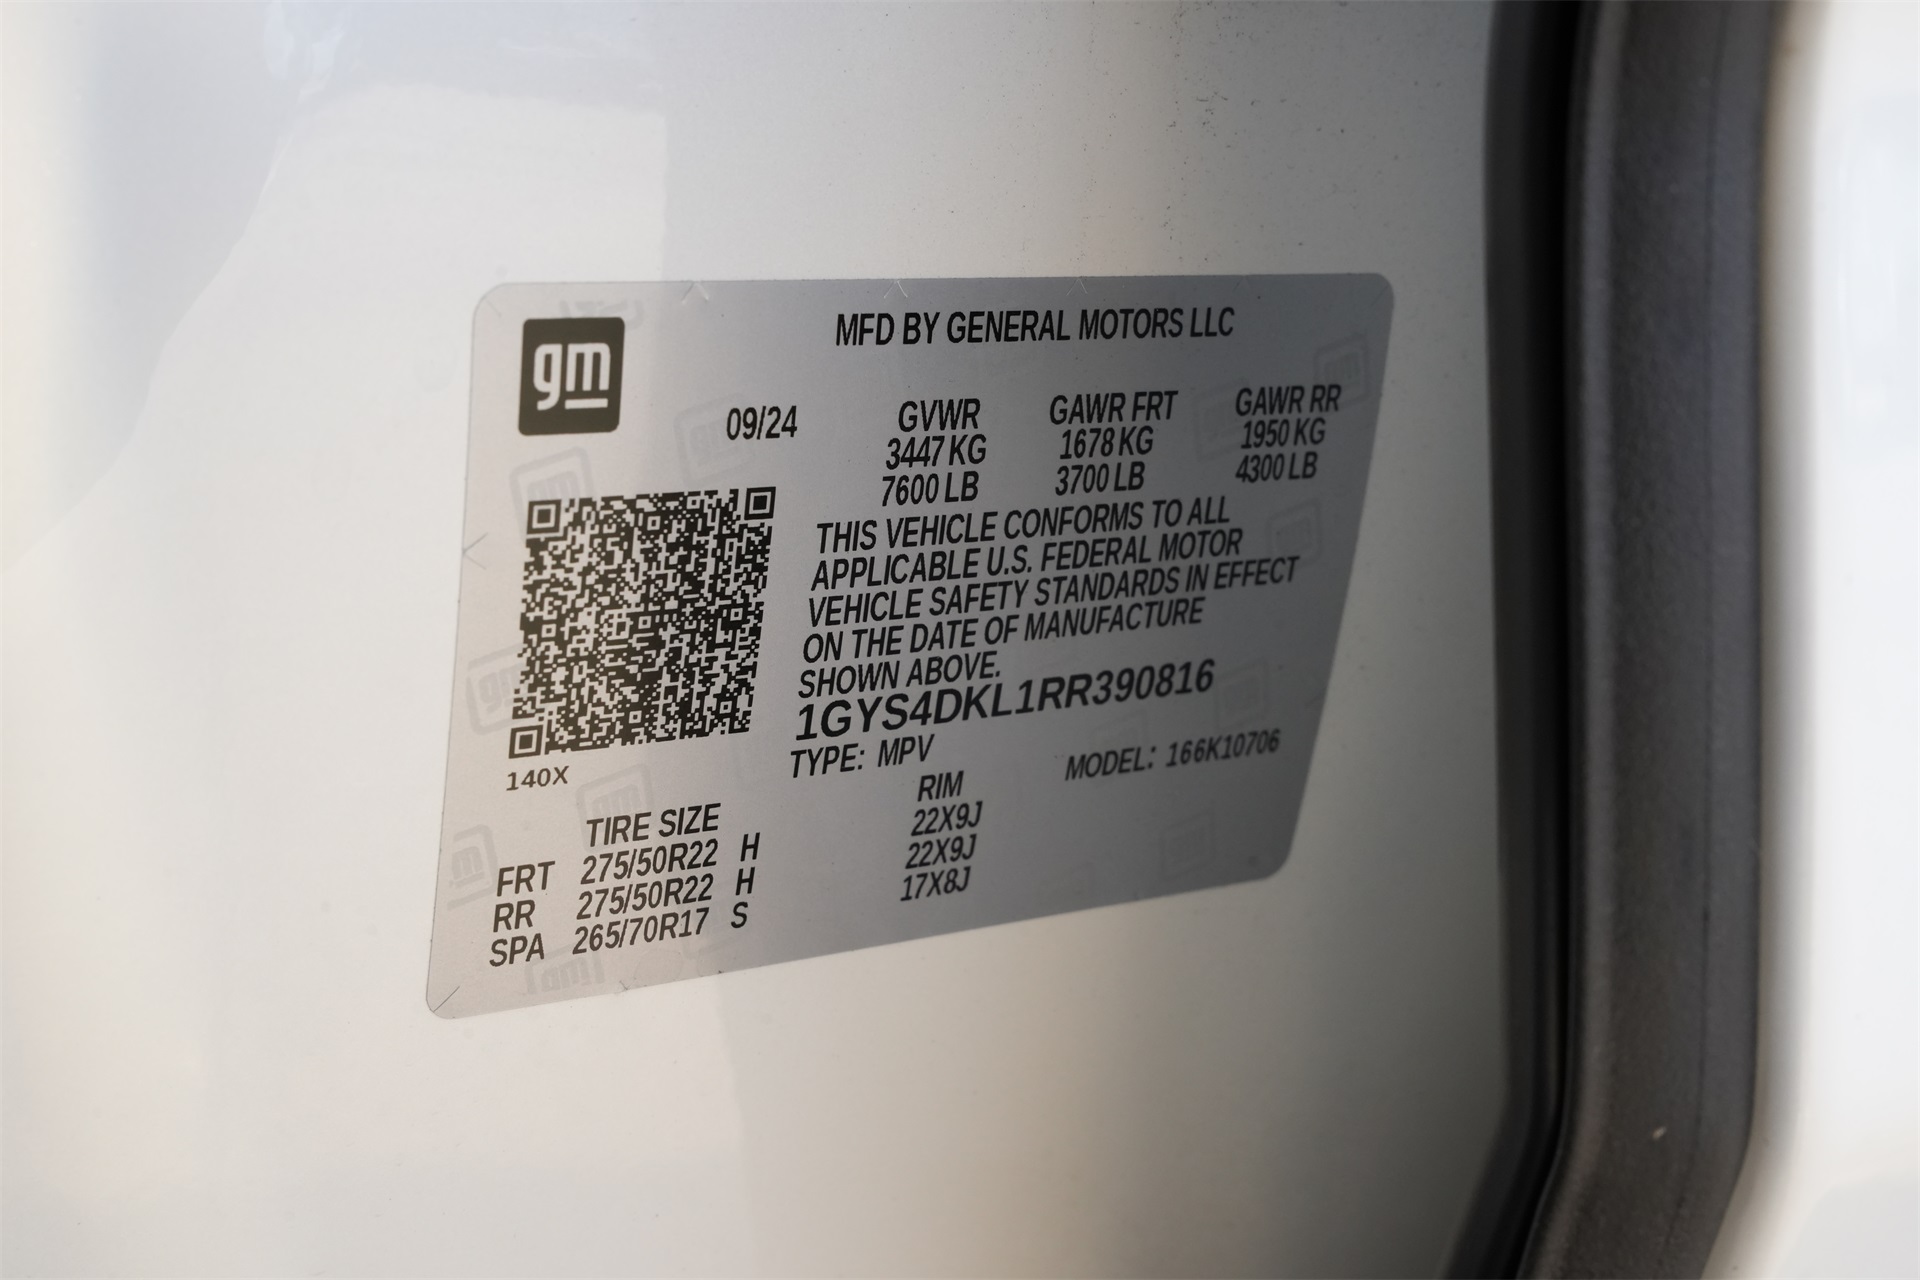 gm
MFD BY GENERAL MOTORS LLC
09/24 GVWR GAWR FRT GAWR RR
3447 KG 1678 KG 1950 KG
7600 LB 3700 LB 4300 LB
THIS VEHICLE CONFORMS TO ALL
APPLICABLE U.S. FEDERAL MOTOR
VEHICLE SAFETY STANDARDS IN EFFECT
ON THE DATE OF MANUFACTURE
SHOWN ABOVE.
1GYS4DKL1RR390816
TYPE: MPV MODEL: 166K10706
140X
TIRE SIZE RIM
FRT 275/50R22 H 22X9J
RR 275/50R22 H 22X9J
SPA 265/70R17 S 17X8J